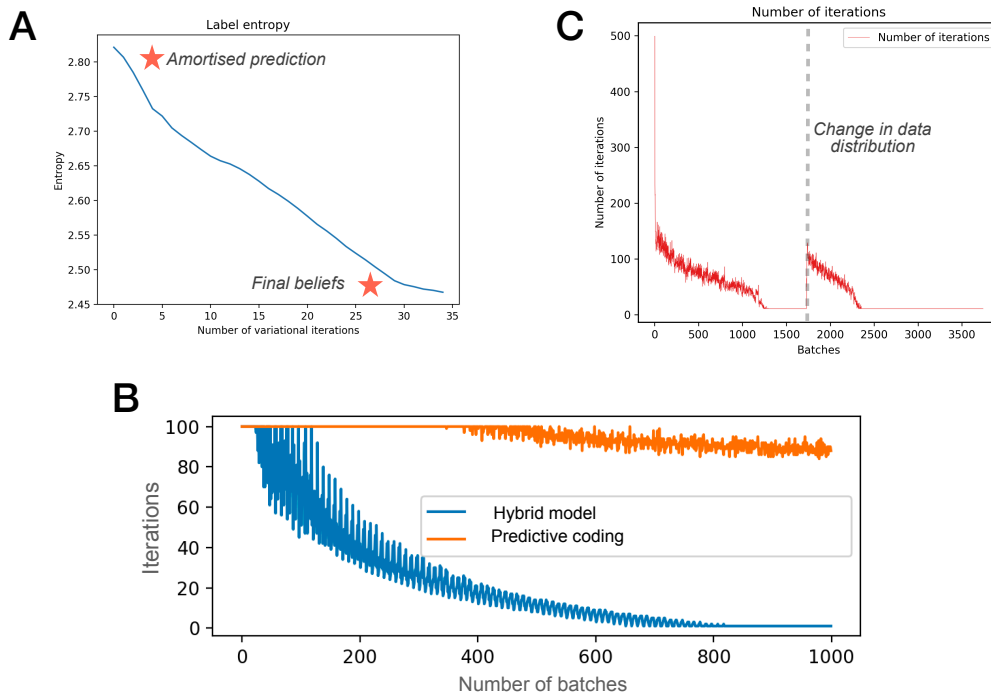 A
Label entropy
Amortised prediction
Final beliefs
Entropy
2.80
2.75
2.70
2.65
2.60
2.55
2.50
2.45
0 5 10 15 20 25 30 35
Number of variational iterations
C
Number of iterations
Number of iterations
Change in data
distribution
Number of iterations
500
400
300
200
100
0
0 500 1000 1500 2000 2500 3000 3500
Batches
B
Iterations
100
80
60
40
20
0
Hybrid model
Predictive coding
0 200 400 600 800 1000
Number of batches